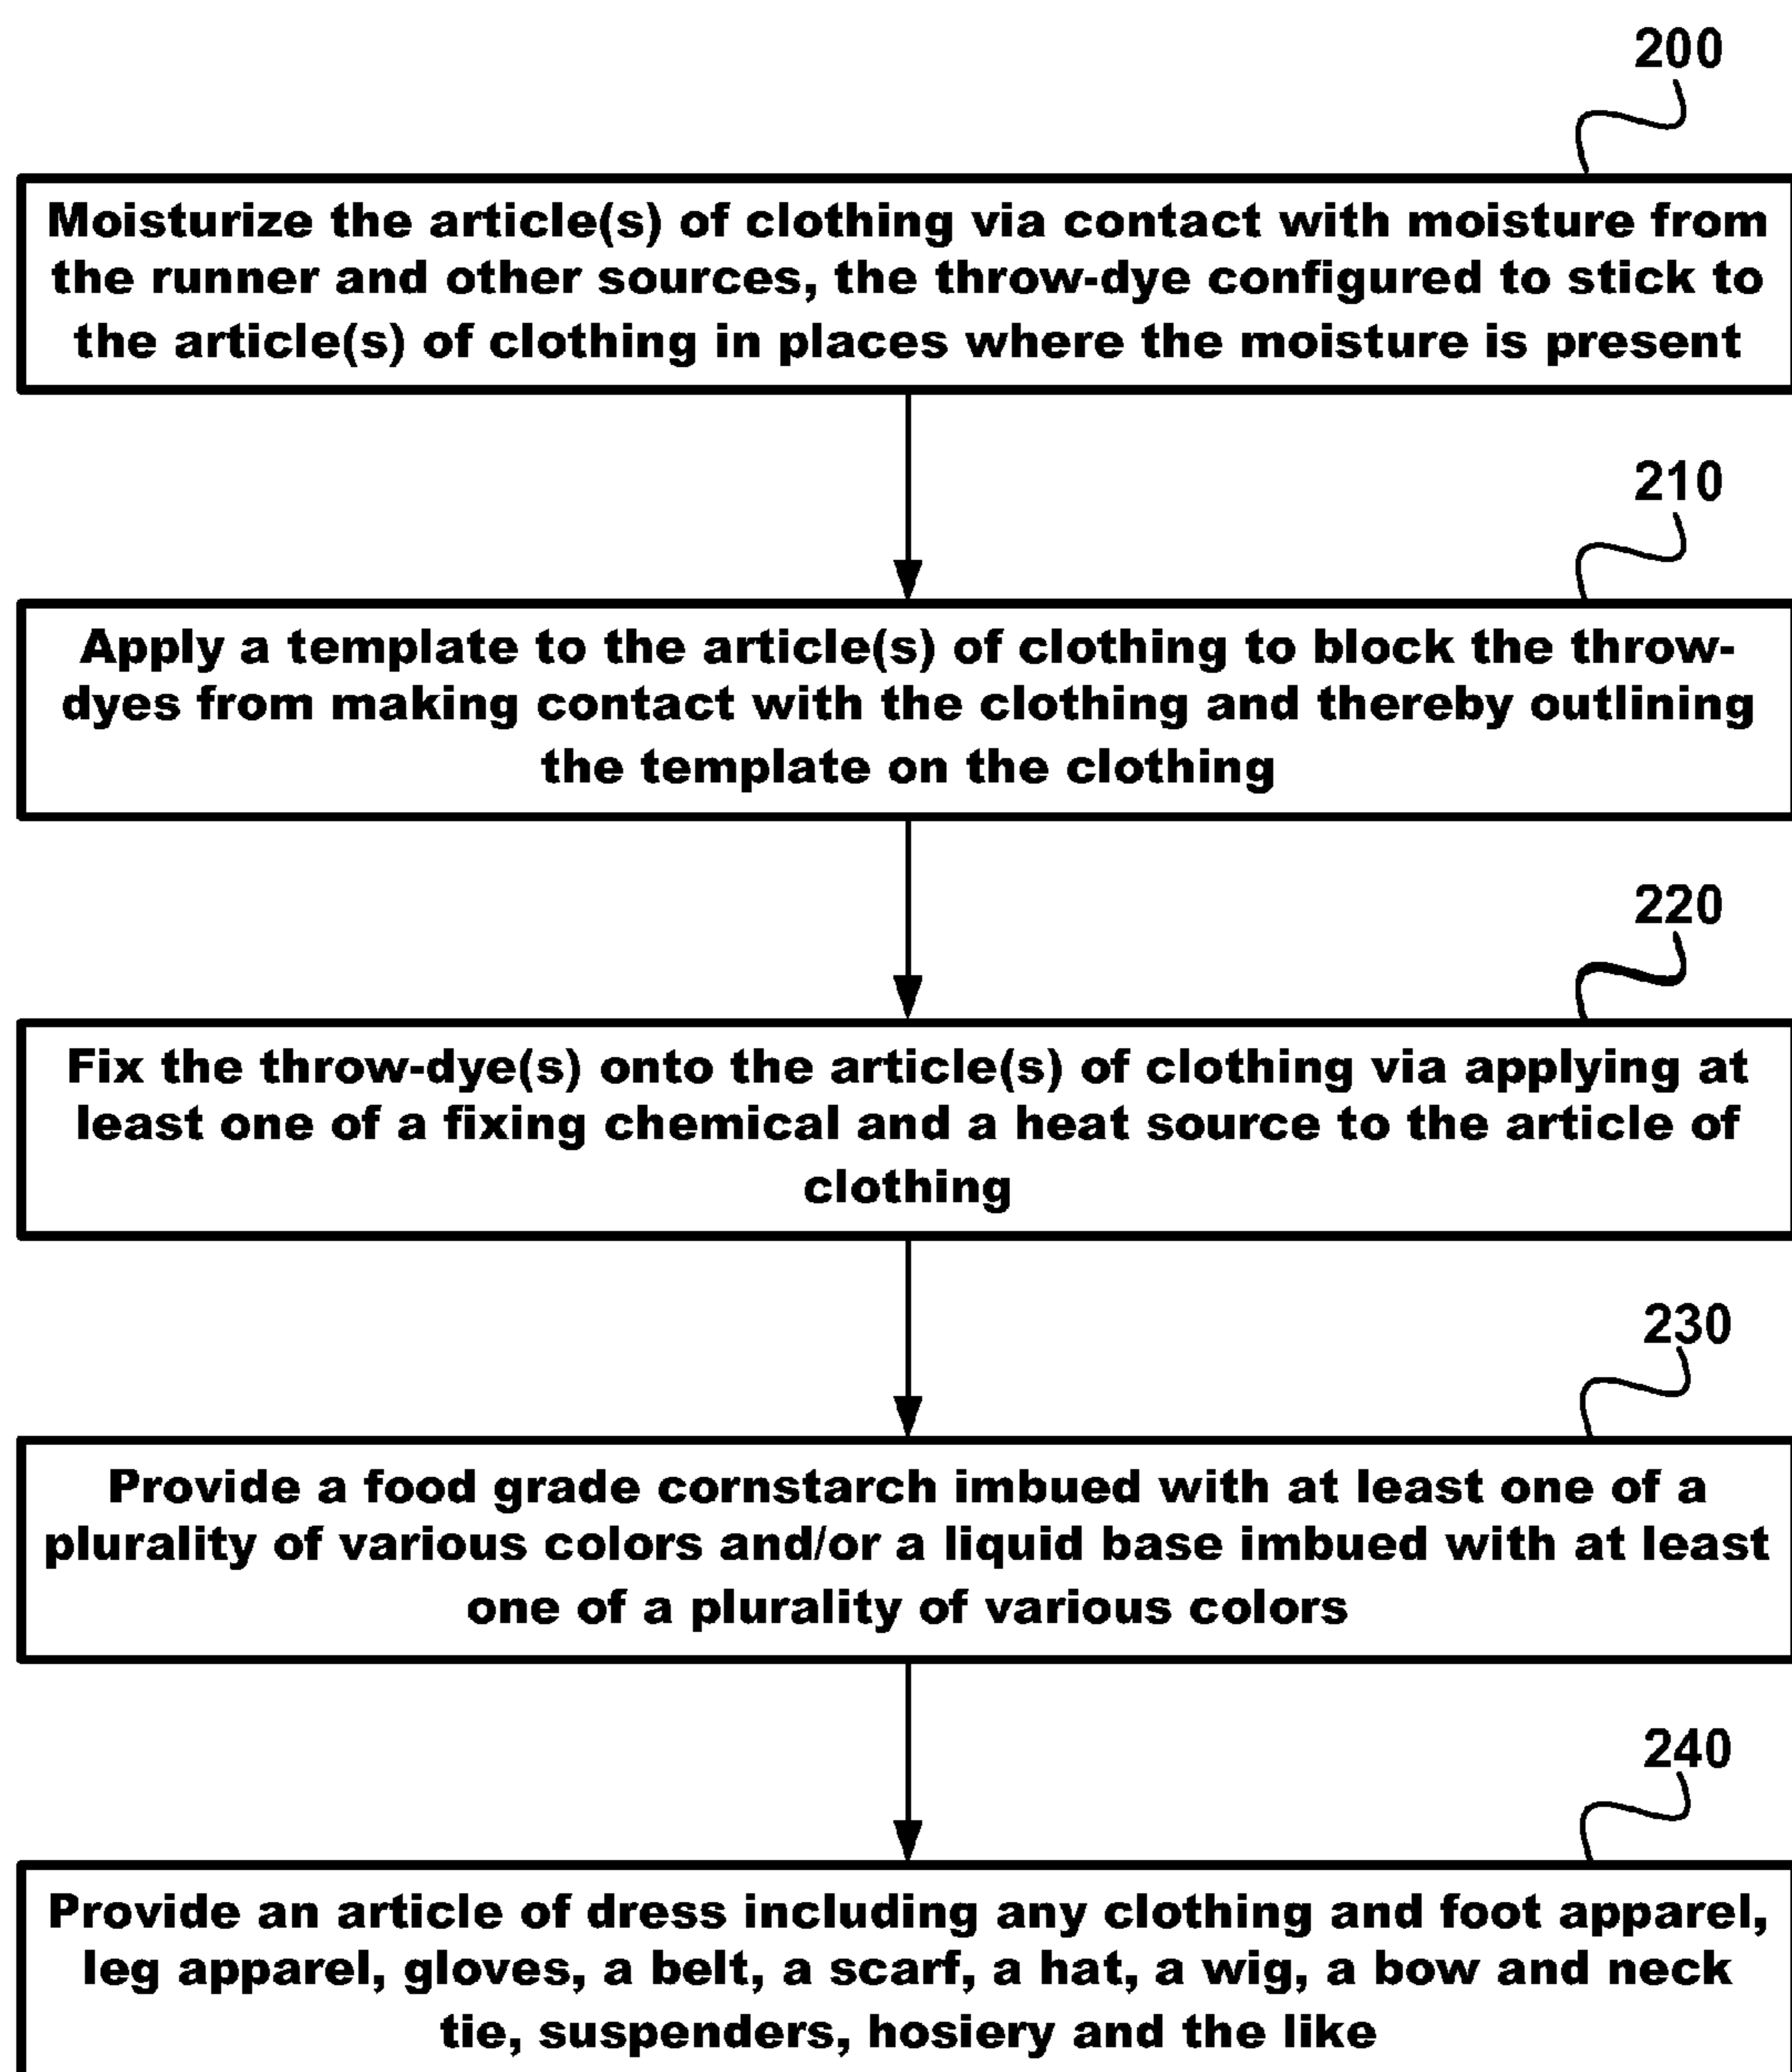 200
Moisturize the article(s) of clothing via contact with moisture from
the runner and other sources, the throw-dye configured to stick to
the article(s) of clothing in places where the moisture is present
210
Apply a template to the article(s) of clothing to block the throw-
dyes from making contact with the clothing and thereby outlining
the template on the clothing
220
Fix the throw-dye(s) onto the article(s) of clothing via applying at
least one of a fixing chemical and a heat source to the article of
clothing
230
Provide a food grade cornstarch imbued with at least one of a
plurality of various colors and/or a liquid base imbued with at least
one of a plurality of various colors
240
Provide an article of dress including any clothing and foot apparel,
leg apparel, gloves, a belt, a scarf, a hat, a wig, a bow and neck
tie, suspenders, hosiery and the like